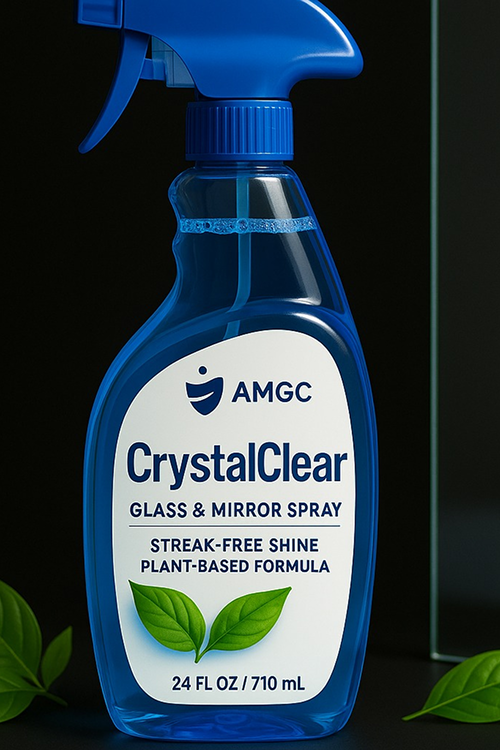 AMGC
CrystalClear
GLASS & MIRROR SPRAY
STREAK-FREE SHINE
PLANT-BASED FORMULA
24 FL OZ / 710 mL